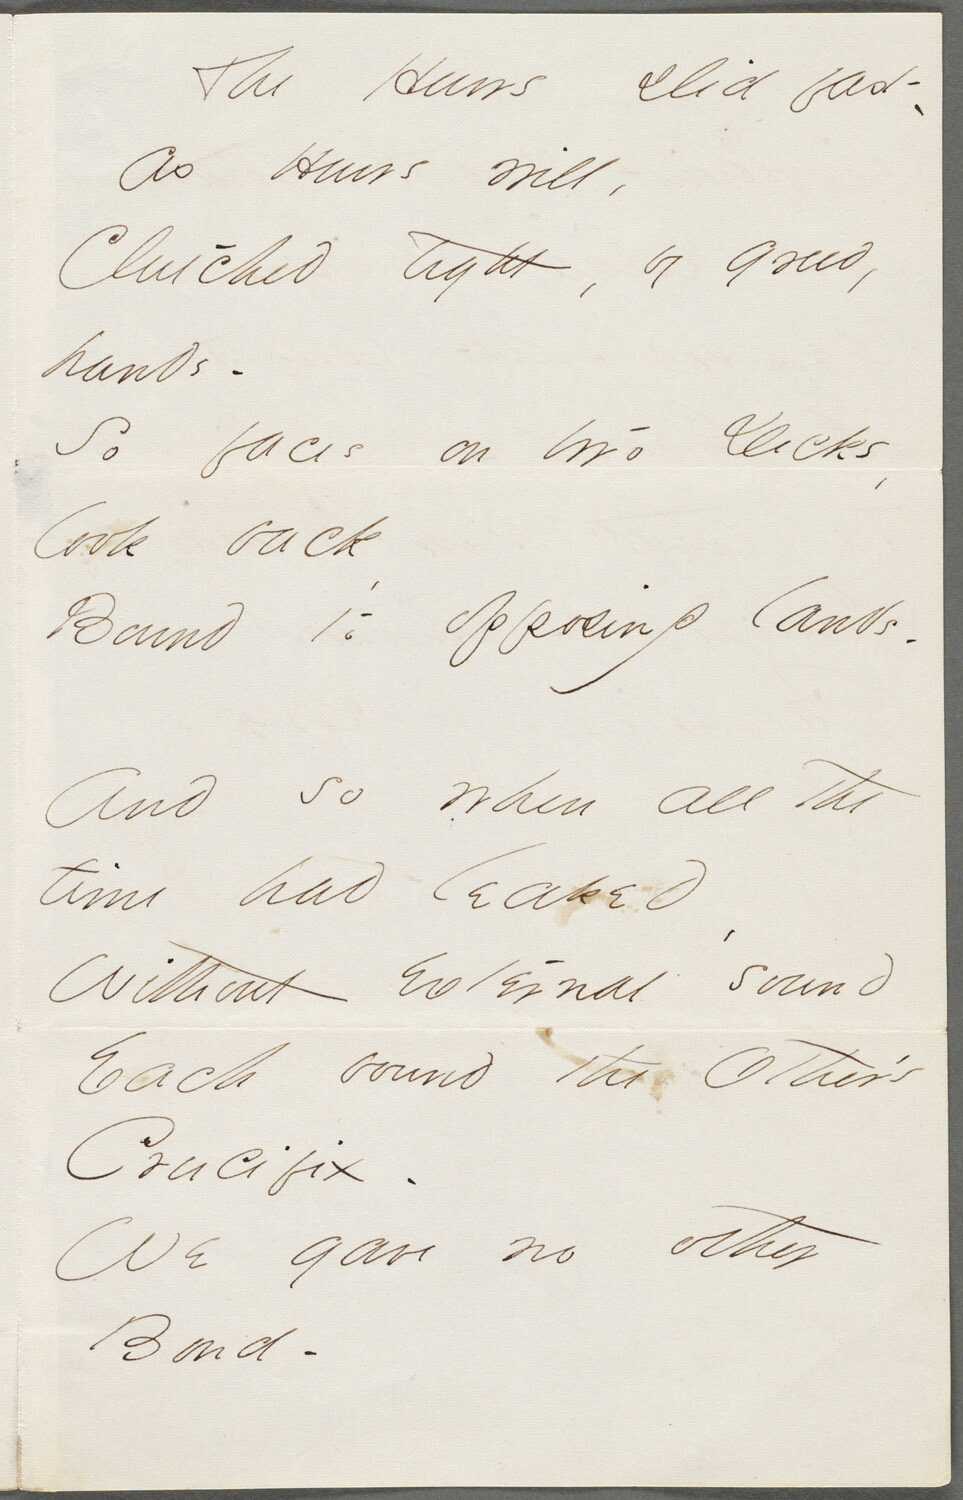 The Hours slid fast -
as Hours will,
Clutched tight, by greedy
hands -
So faces on two Decks,
look back,
Bound to opposing lands -
And so when all the
time had leaked,
Without external sound
Each bound the Other's
Crucifix -
We gave no other
Bond -